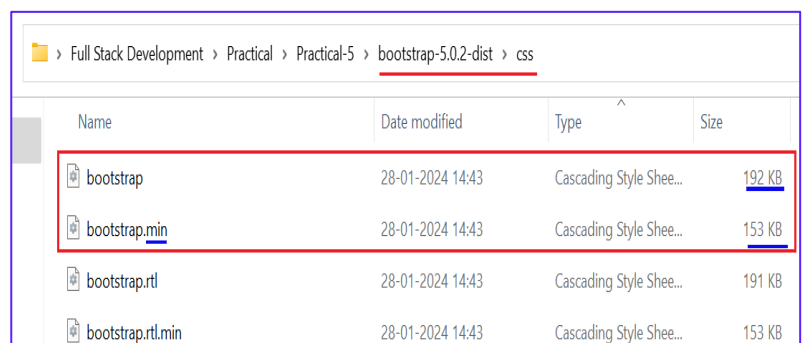 Full Stack Development > Practical > Practical-5 > bootstrap-5.0.2-dist > css
Name Date modified Type Size
bootstrap 28-01-2024 14:43 Cascading Style Shee... 192 KB
bootstrap.min 28-01-2024 14:43 Cascading Style Shee... 153 KB
bootstrap.rtl 28-01-2024 14:43 Cascading Style Shee... 191 KB
bootstrap.rtl.min 28-01-2024 14:43 Cascading Style Shee... 153 KB